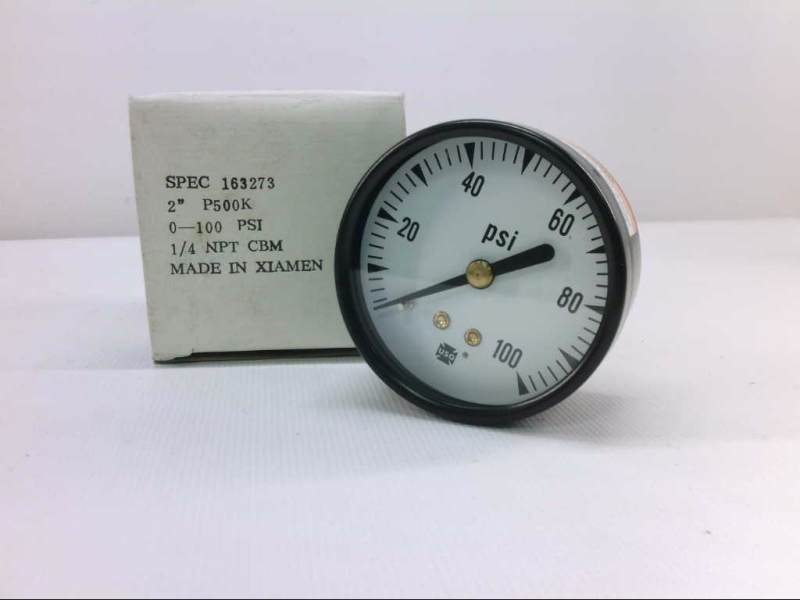 SPEC 163273
2" P500K
0—100 PSI
1/4 NPT CBM
MADE IN XIAMEN
40
60
20
psi
80
100
USG ®